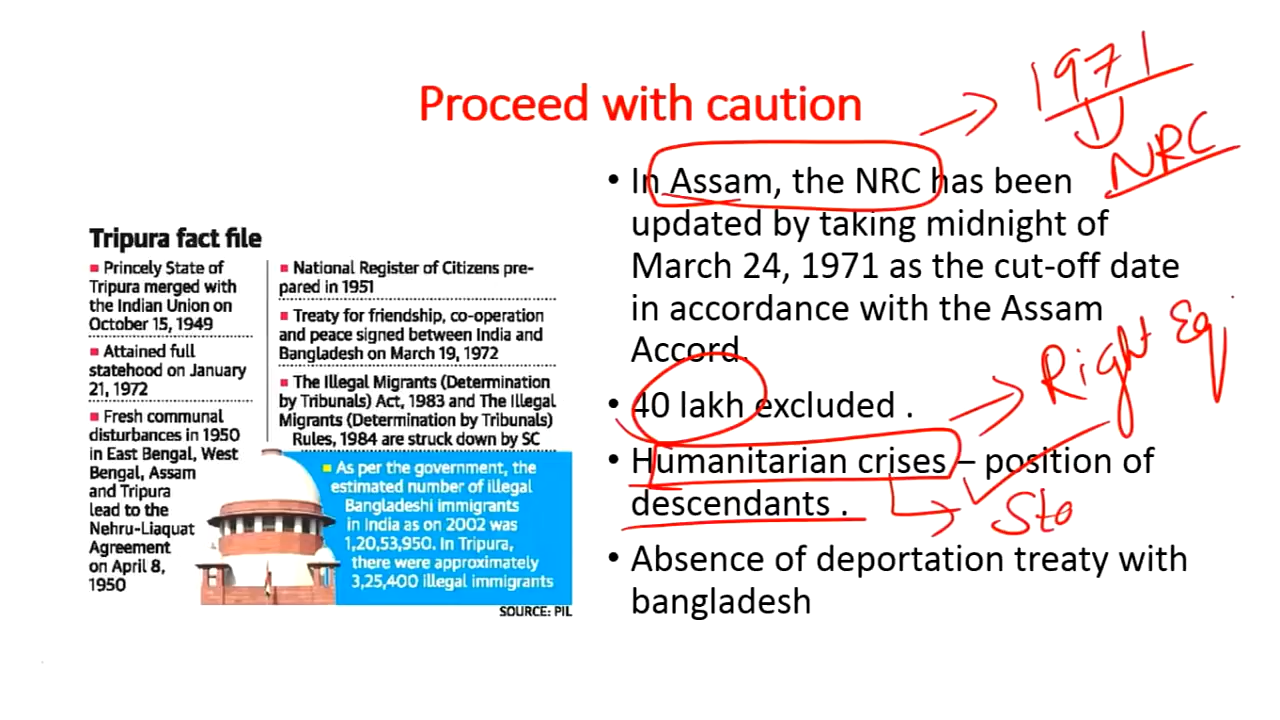 Proceed with caution
1971
NRC
• In Assam, the NRC has been
updated by taking midnight of
March 24, 1971 as the cut-off date
in accordance with the Assam
Accord.
• 40 lakh excluded .
Right Eq
• Humanitarian crises – position of
descendants .
Sta
• Absence of deportation treaty with
bangladesh
Tripura fact file
Princely State of
Tripura merged with
the Indian Union on
October 15, 1949
Attained full
statehood on January
21, 1972
Fresh communal
disturbances in 1950
in East Bengal, West
Bengal, Assam
and Tripura
lead to the
Nehru-Liaquat
Agreement
on April 8,
1950
National Register of Citizens pre-
pared in 1951
Treaty for friendship, co-operation
and peace signed between India and
Bangladesh on March 19, 1972
The Illegal Migrants (Determination
by Tribunals) Act, 1983 and The Illegal
Migrants (Determination by Tribunals)
Rules, 1984 are struck down by SC
As per the government, the
estimated number of illegal
Bangladeshi immigrants
in India as on 2002 was
1,20,53,950. In Tripura,
there were approximately
3,25,400 illegal immigrants
SOURCE: PIL